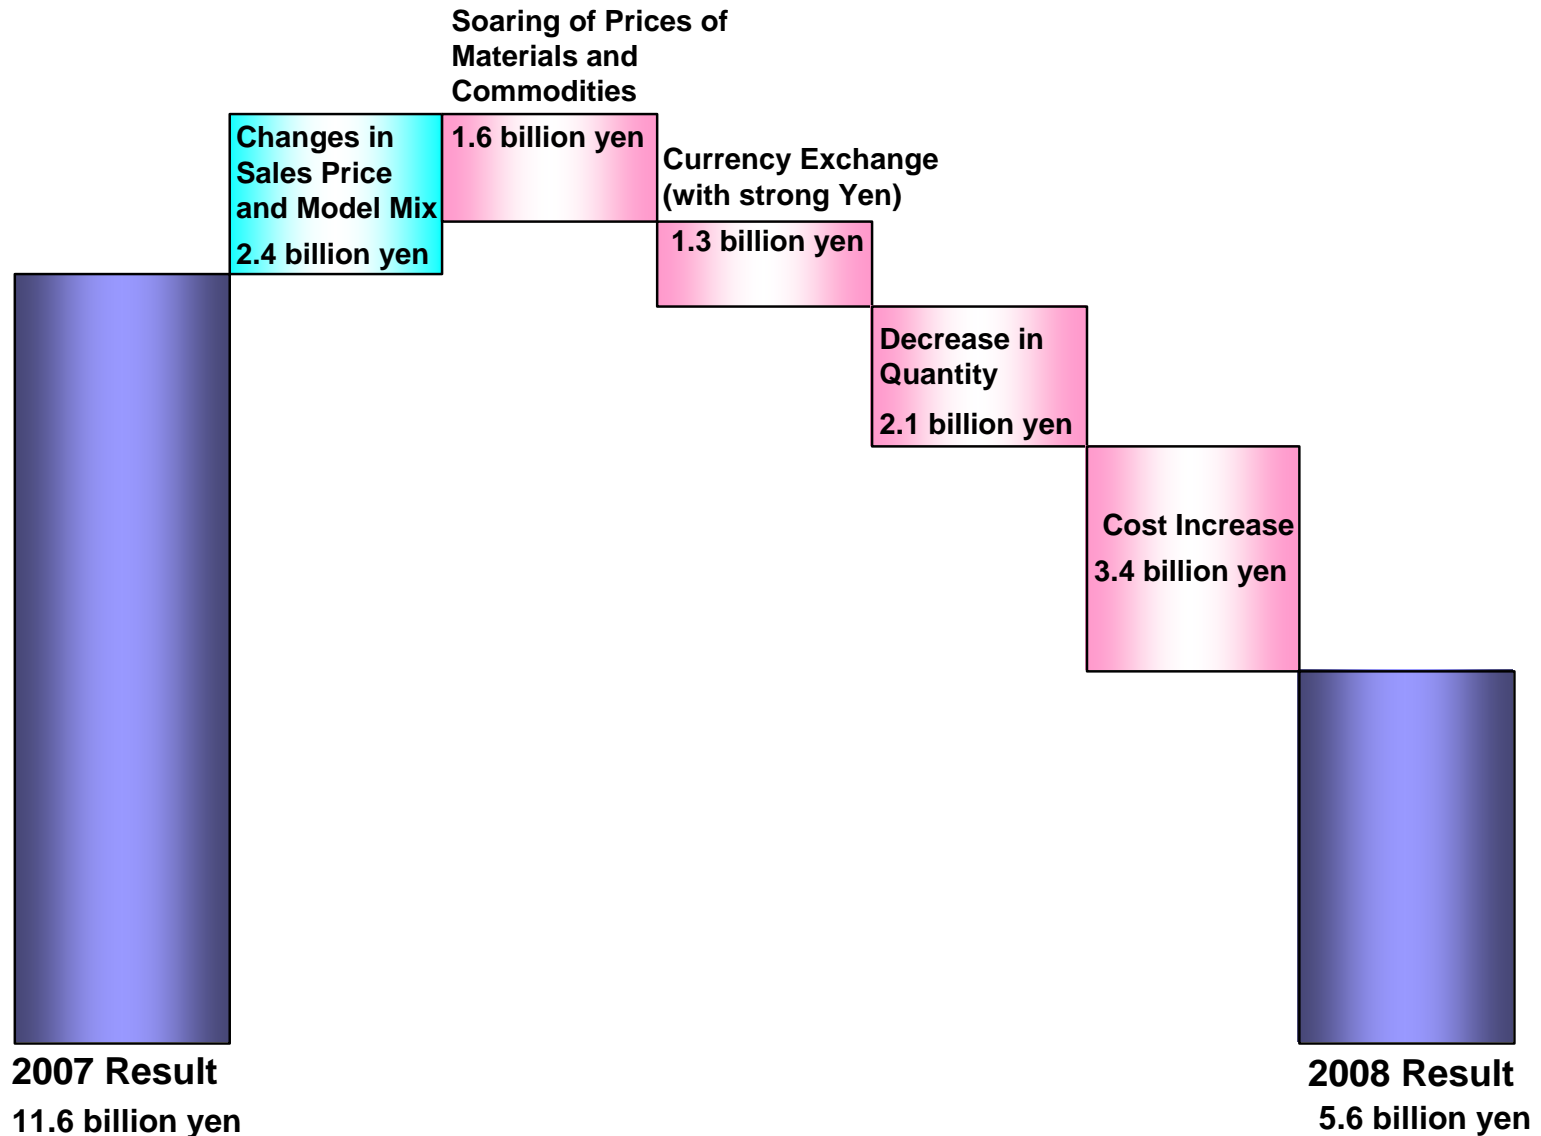 Soaring of Prices of
Materials and
Commodities
Changes in
Sales Price
and Model Mix
2.4 billion yen
1.6 billion yen
Currency Exchange
(with strong Yen)
1.3 billion yen
Decrease in
Quantity
2.1 billion yen
Cost Increase
3.4 billion yen
2007 Result
11.6 billion yen
2008 Result
5.6 billion yen